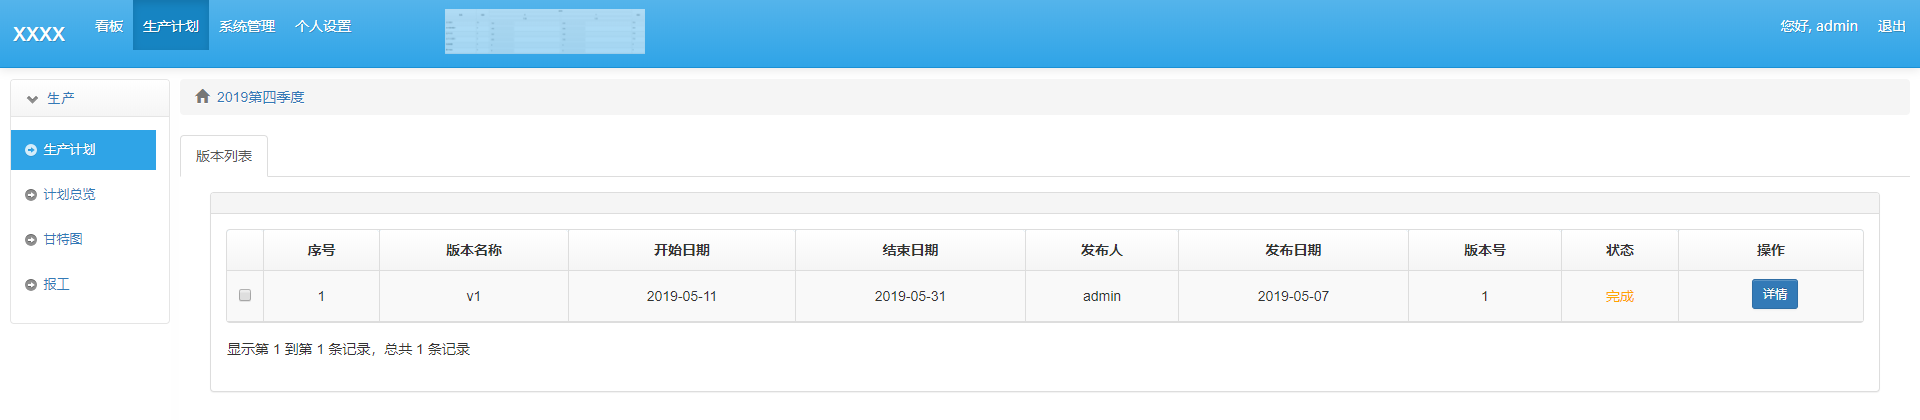 XXXX 看板 生产计划 系统管理 个人设置 您好, admin 退出
生产
生产计划
计划总览
甘特图
报工
2019第四季度
版本列表
序号 版本名称 开始日期 结束日期 发布人 发布日期 版本号 状态 操作
1 v1 2019-05-11 2019-05-31 admin 2019-05-07 1 完成 详情
显示第 1 到第 1 条记录，总共 1 条记录